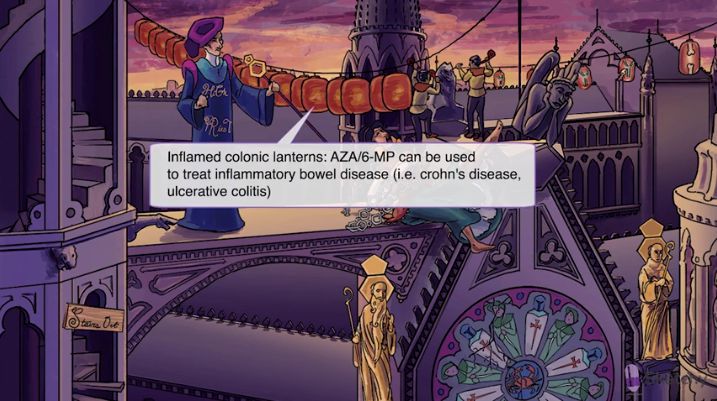 Inflamed colonic lanterns: AZA/6-MP can be used
to treat inflammatory bowel disease (i.e. crohn's disease,
ulcerative colitis)
Stairs Out